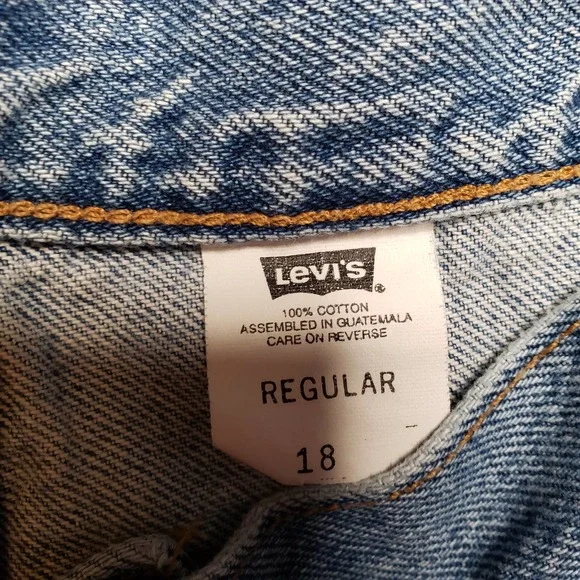 Levi's
100% COTTON
ASSEMBLED IN GUATEMALA
CARE ON REVERSE
REGULAR
18